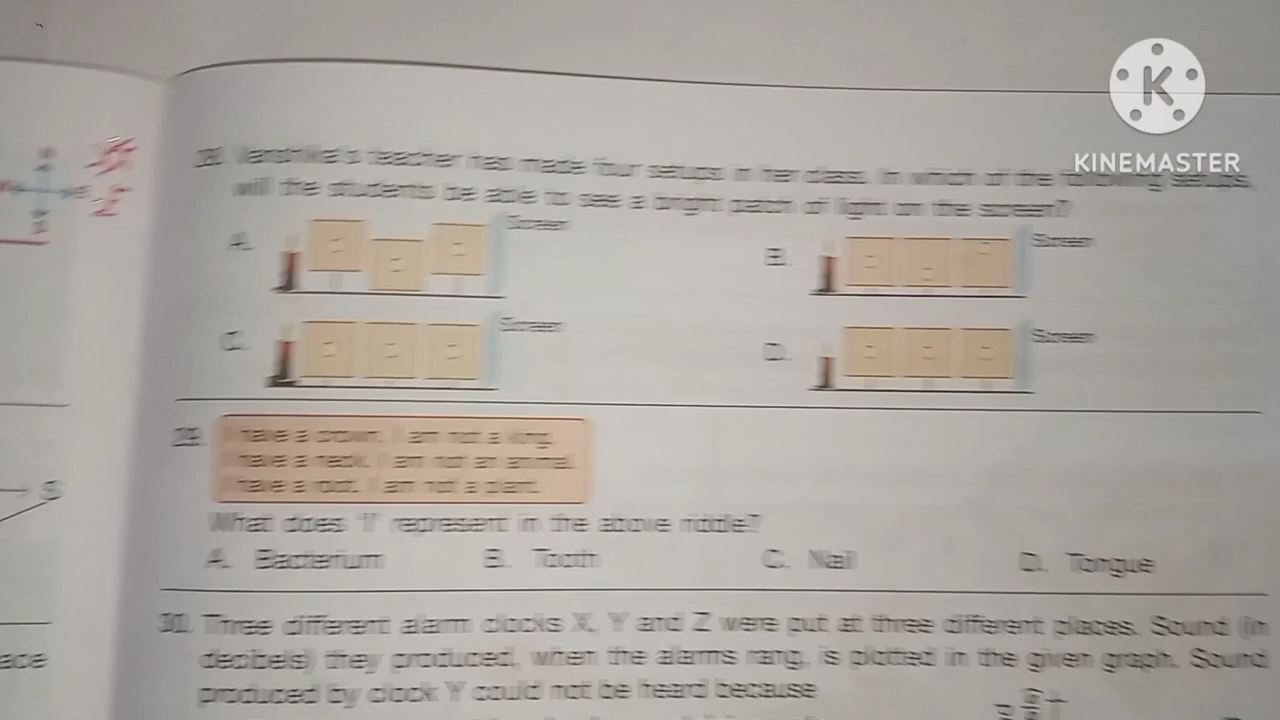 KINEMASTER
28. Vanshika's teacher has made four setups in her class. In which of the following setups,
will the students be able to see a bright patch of light on the screen?
A. Screen
B. Screen
C. Screen
D. Screen
29. I have a crown, I am not a king.
I have a neck, I am not an animal.
I have a root, I am not a plant.
What does 'I' represent in the above riddle?
A. Bacterium B. Tooth C. Nail D. Tongue
30. Three different alarm clocks X, Y and Z were put at three different places. Sound (in
decibels) they produced, when the alarms rang, is plotted in the given graph. Sound
produced by clock Y could not be heard because
S